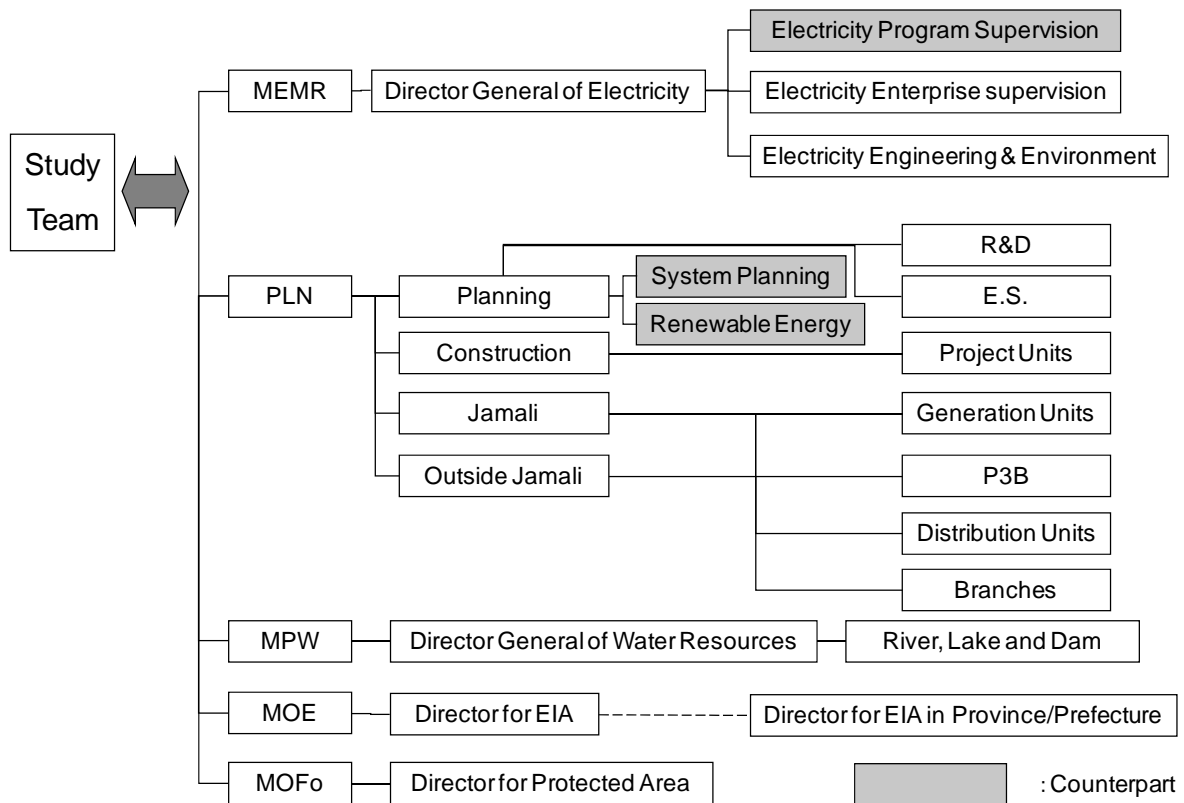 Electricity Program Supervision
MEMR
Director General of Electricity
Electricity Enterprise supervision
Electricity Engineering & Environment
Study
Team
R&D
System Planning
PLN
Planning
E.S.
Renewable Energy
Construction
Project Units
Jamali
Generation Units
Outside Jamali
P3B
Distribution Units
Branches
MPW
Director General of Water Resources
River, Lake and Dam
MOE
Director for EIA
Director for EIA in Province/Prefecture
MOFo
Director for Protected Area
: Counterpart